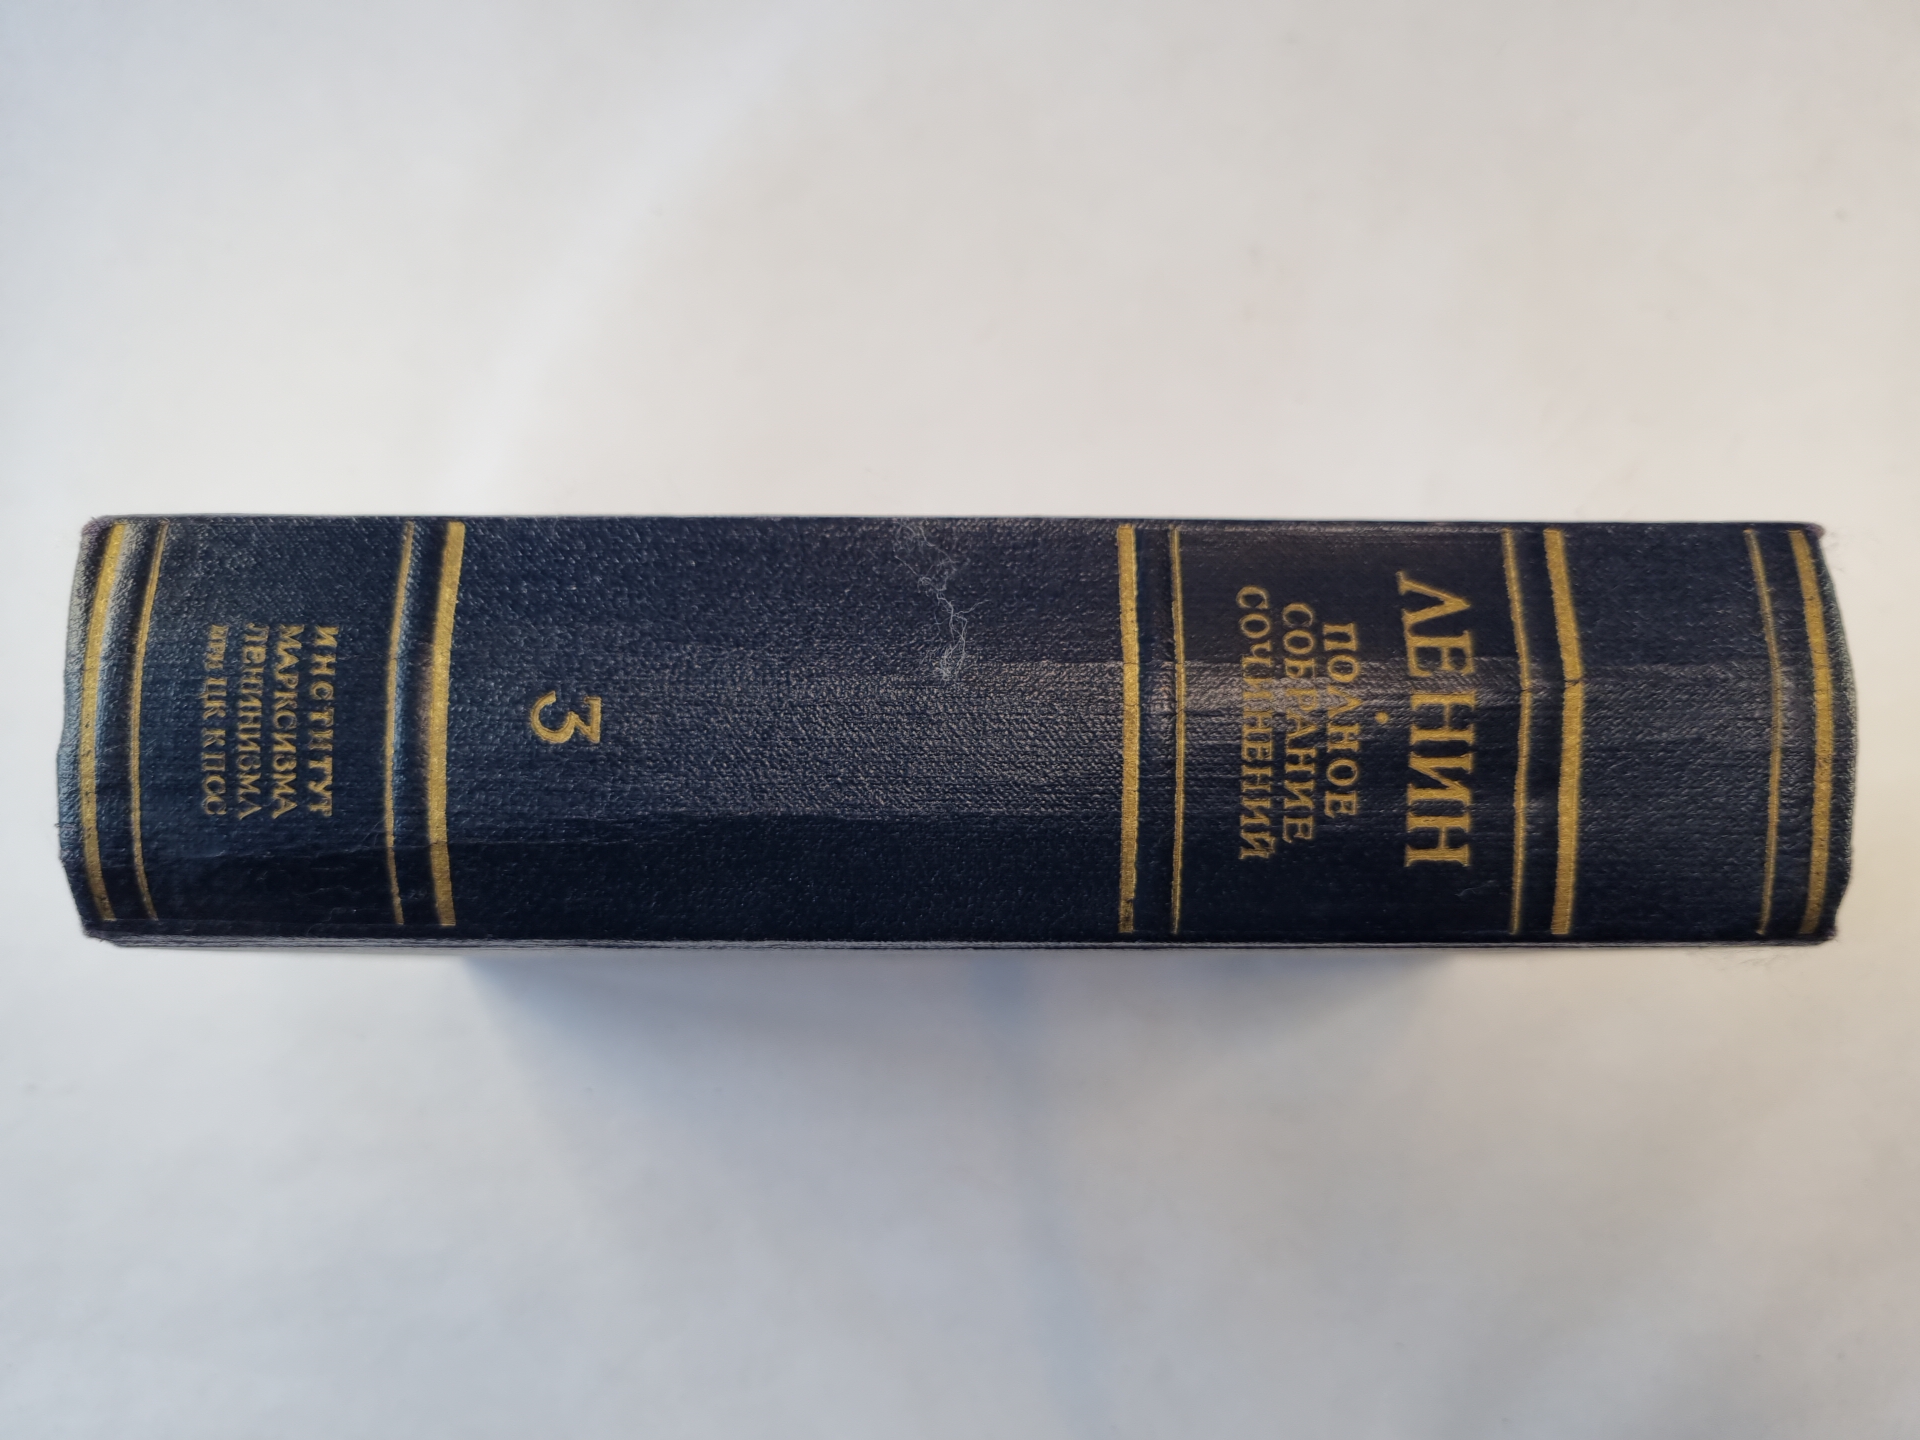 ЛЕНИН
ПОЛНОЕ
СОБРАНИЕ
СОЧИНЕНИЙ
3
ИНСТИТУТ
МАРКСИЗМА
ЛЕНИНИЗМА
ПРИ ЦК КПСС